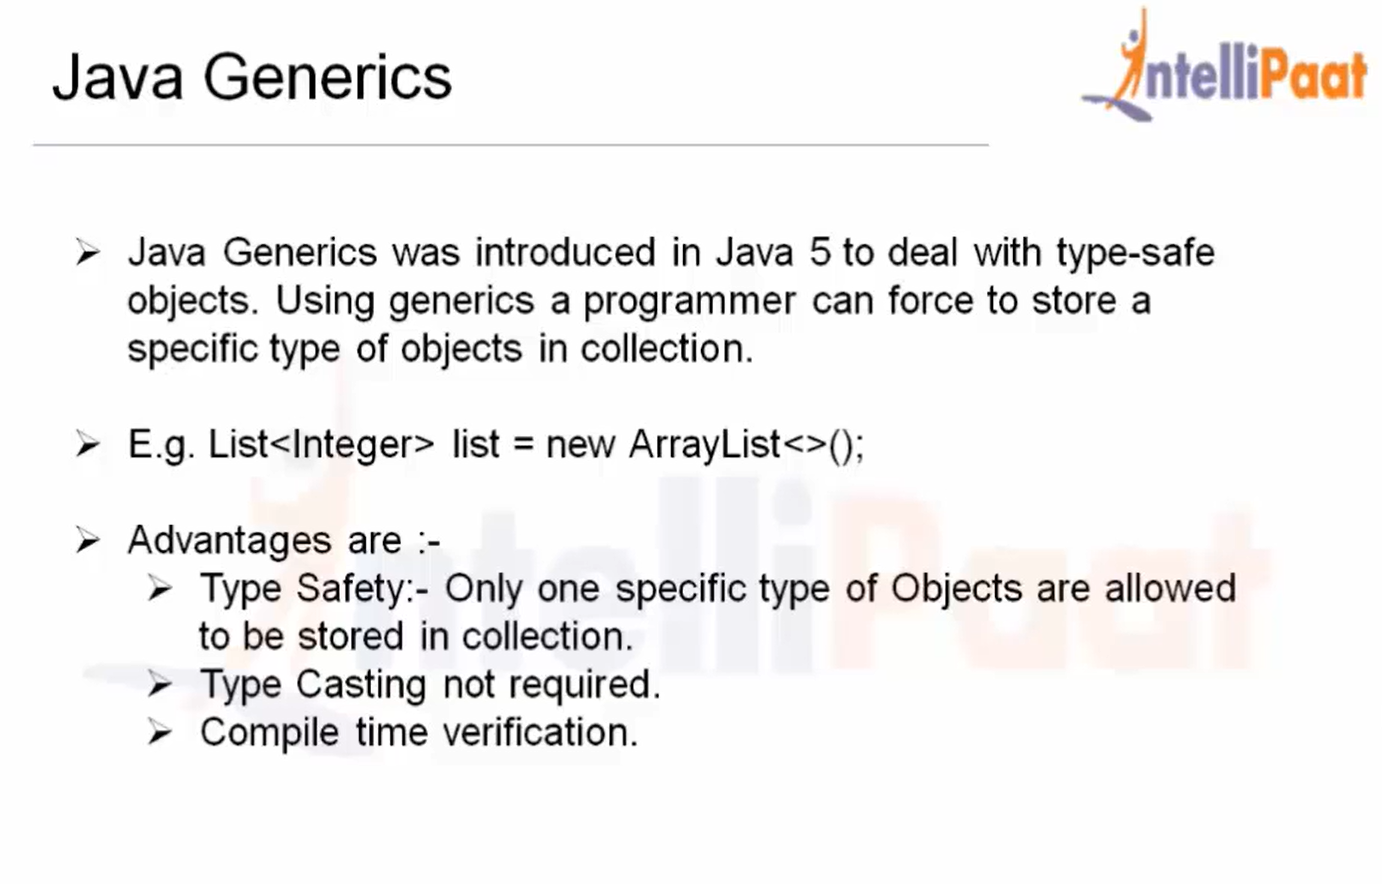 Java Generics
IntelliPaat
➢ Java Generics was introduced in Java 5 to deal with type-safe
objects. Using generics a programmer can force to store a
specific type of objects in collection.
➢ E.g. List<Integer> list = new ArrayList<>();
➢ Advantages are :-
➢ Type Safety:- Only one specific type of Objects are allowed
to be stored in collection.
➢ Type Casting not required.
➢ Compile time verification.
IntelliPaat